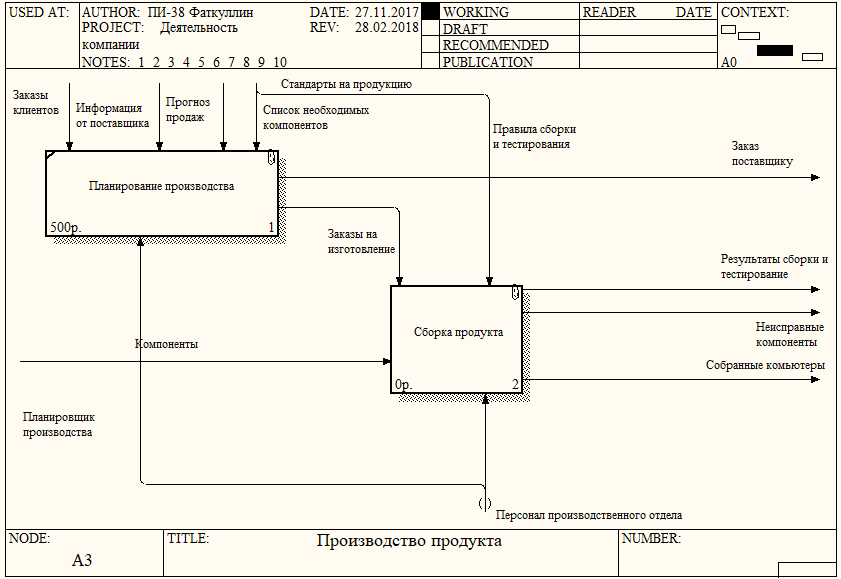 USED AT:
AUTHOR: ПИ-38 Фаткуллин
DATE: 27.11.2017
WORKING
READER DATE
CONTEXT:
PROJECT: Деятельность
компании
REV: 28.02.2018
DRAFT
RECOMMENDED
NOTES: 1 2 3 4 5 6 7 8 9 10
PUBLICATION
A0
Заказы
клиентов
Информация
от поставщика
Прогноз
продаж
Стандарты на продукцию
Список необходимых
компонентов
Правила сборки
и тестирования
Заказ
поставщику
Планирование производства
500р.
1
Заказы на
изготовление
Результаты сборки и
тестирование
Сборка продукта
Неисправные
компоненты
Компоненты
Собранные комьютеры
0р.
2
Планировщик
производства
Персонал производственного отдела
NODE:
A3
TITLE:
Производство продукта
NUMBER: